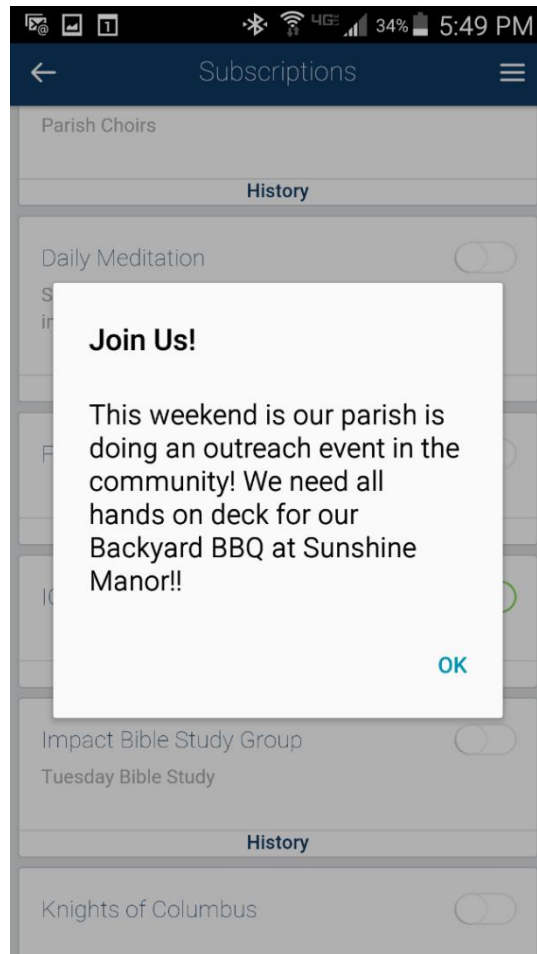 4G 34% 5:49 PM
Subscriptions
Parish Choirs
History
Daily Meditation
Join Us!
This weekend is our parish is
doing an outreach event in the
community! We need all
hands on deck for our
Backyard BBQ at Sunshine
Manor!!
OK
Impact Bible Study Group
Tuesday Bible Study
History
Knights of Columbus